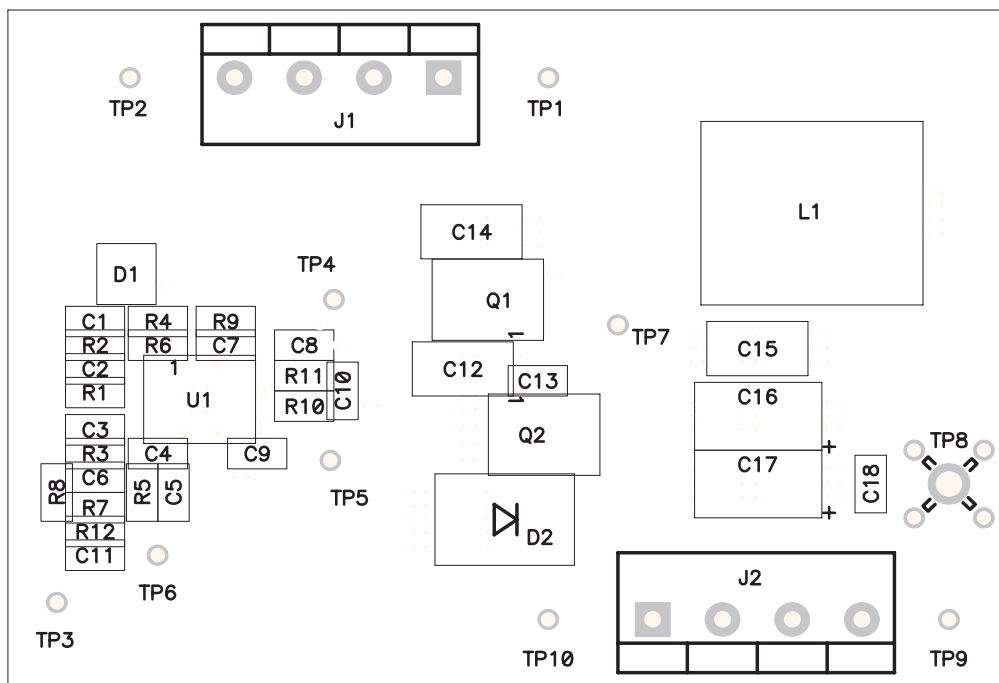 TP2
J1
TP1
L1
C14
D1
TP4
Q1
1
C1
R4
R9
TP7
R2
R6
C7
C8
C15
C2
1
R11
C10
C12
C13
R1
U1
R10
1
C16
C3
Q2
R3
C4
C9
+
TP8
C6
R8
R5
C5
TP5
C17
C18
R7
+
R12
D2
C11
TP6
J2
TP3
TP10
TP9